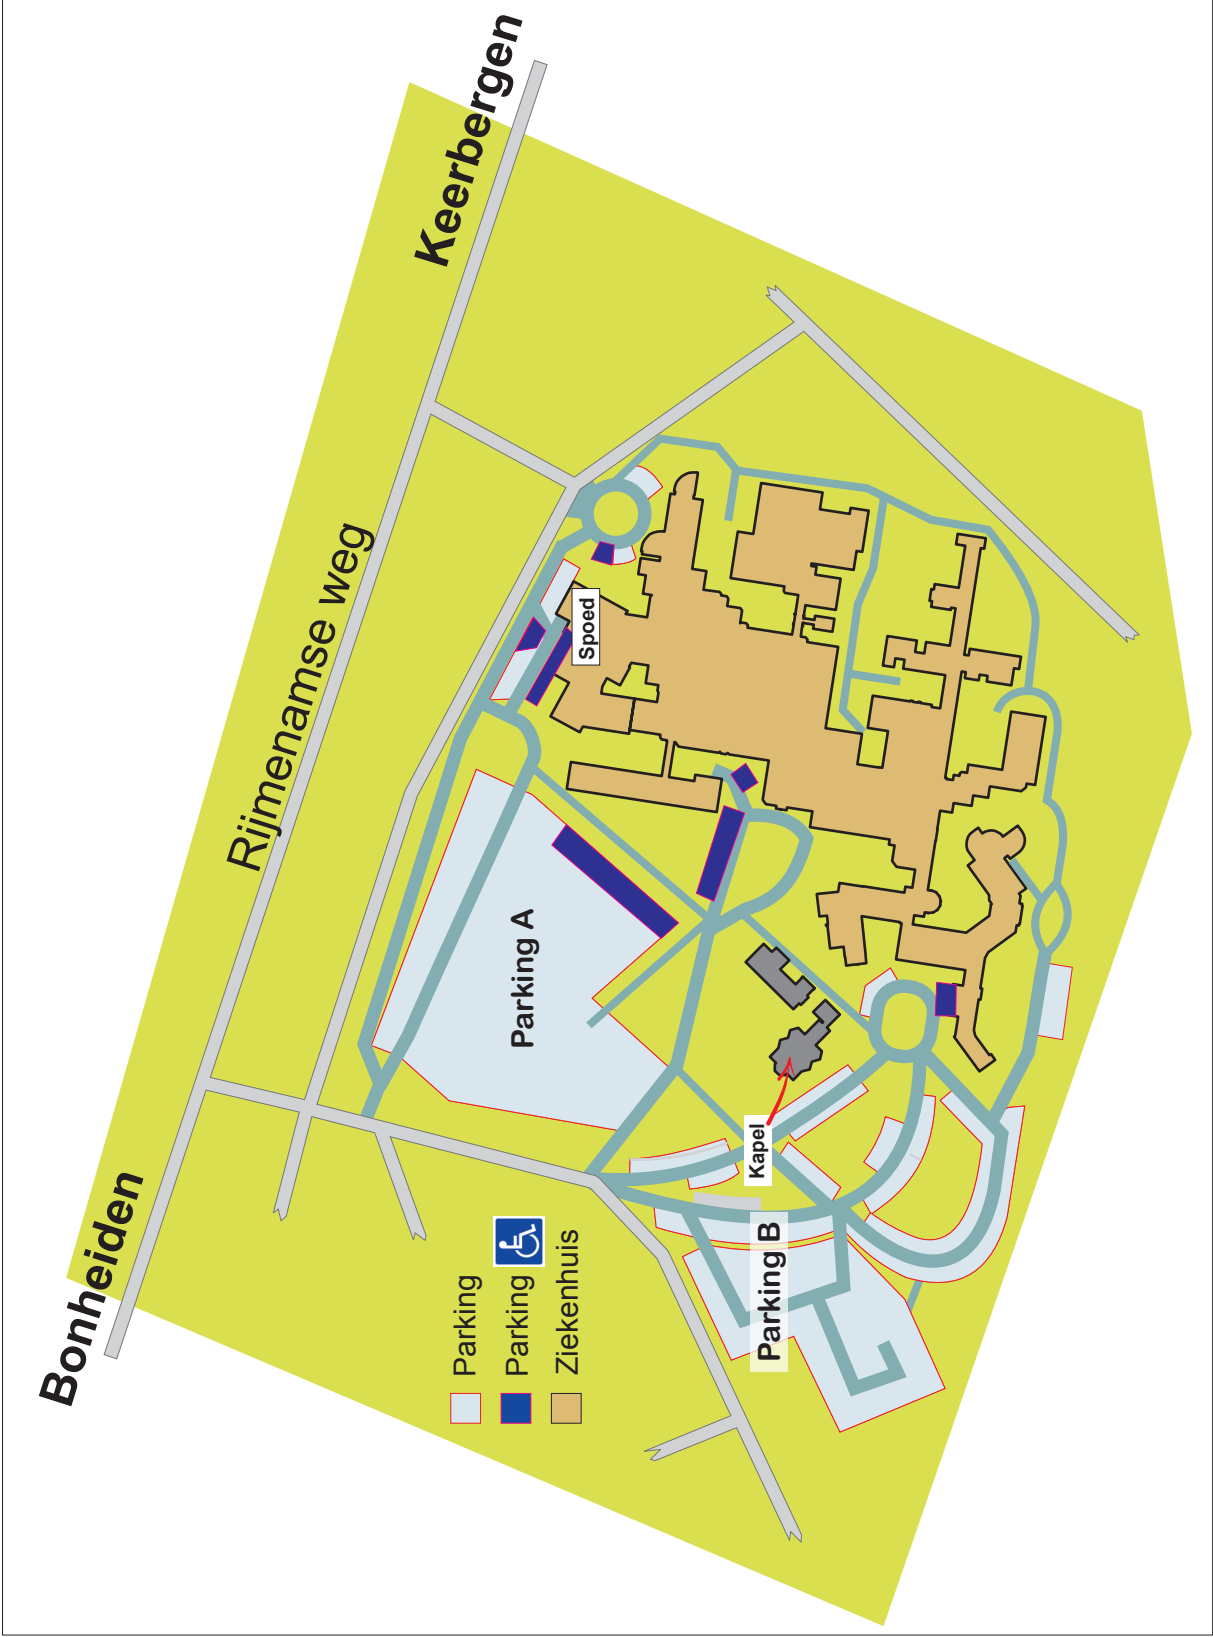 Bonheiden
Rijmenamse weg
Keerbergen
Spoed
Parking A
Kapel
Parking B
Parking
Parking
Ziekenhuis